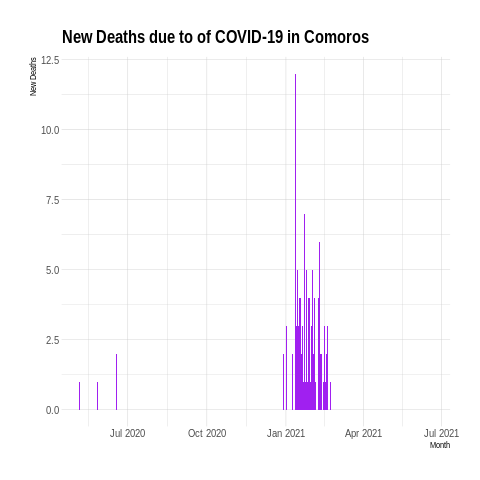 New Deaths due to of COVID-19 in Comoros
New Deaths
12.5
10.0
7.5
5.0
2.5
0.0
Jul 2020
Oct 2020
Jan 2021
Apr 2021
Jul 2021
Month